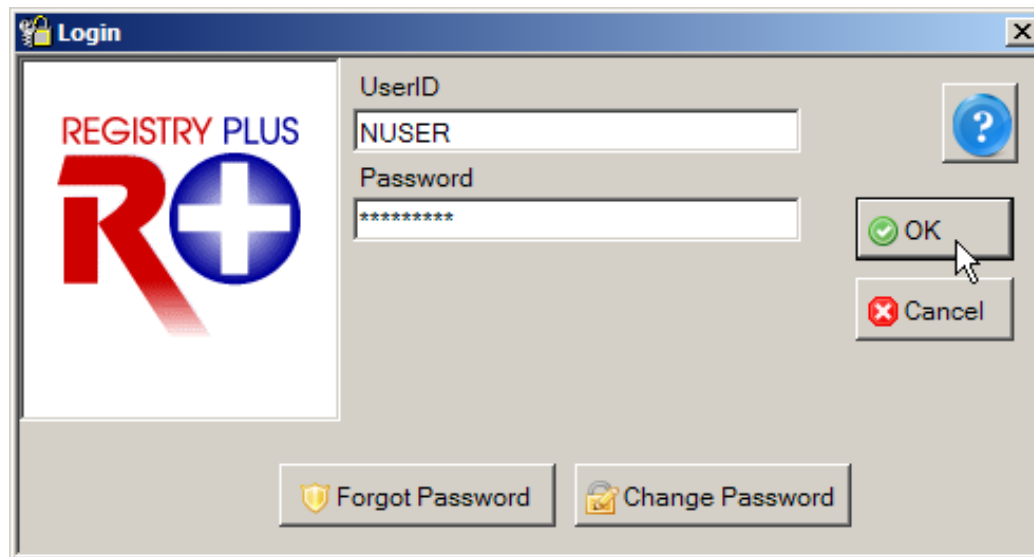 Login
REGISTRY PLUS
R+
UserID
NUSER
Password
*********
OK
Cancel
Forgot Password
Change Password
?